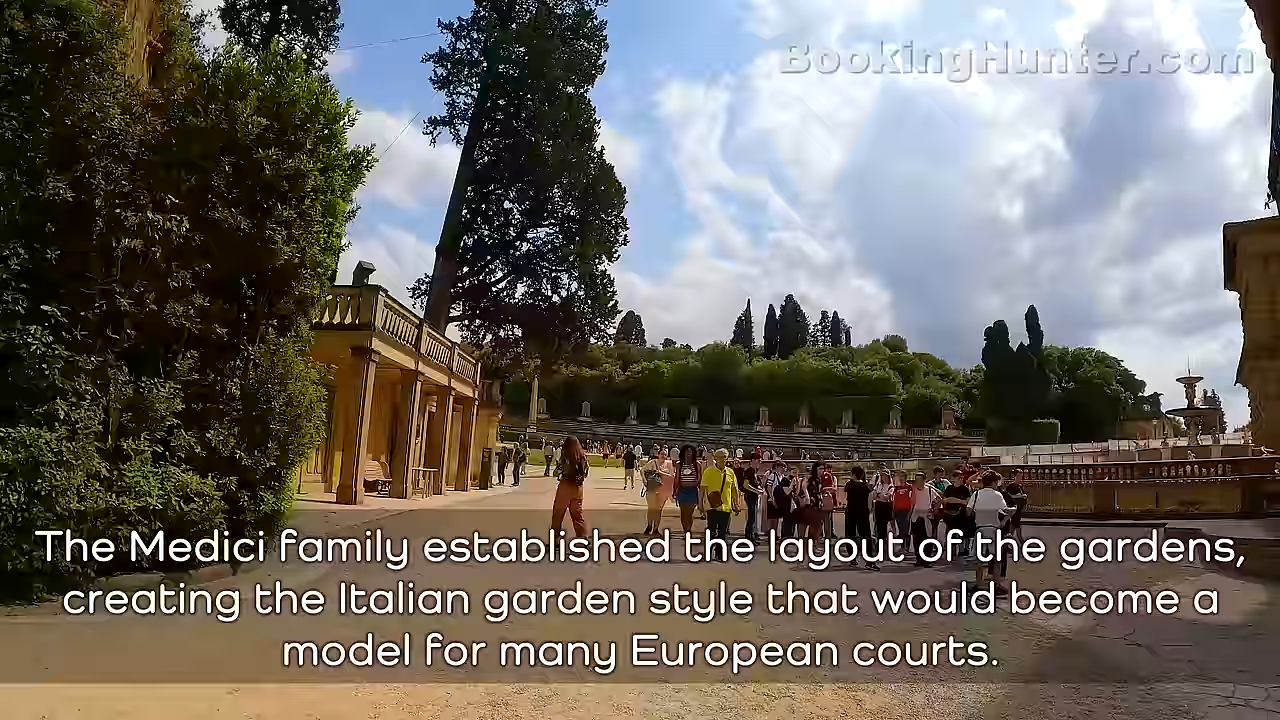 BookingHunter.com
The Medici family established the layout of the gardens,
creating the Italian garden style that would become a
model for many European courts.